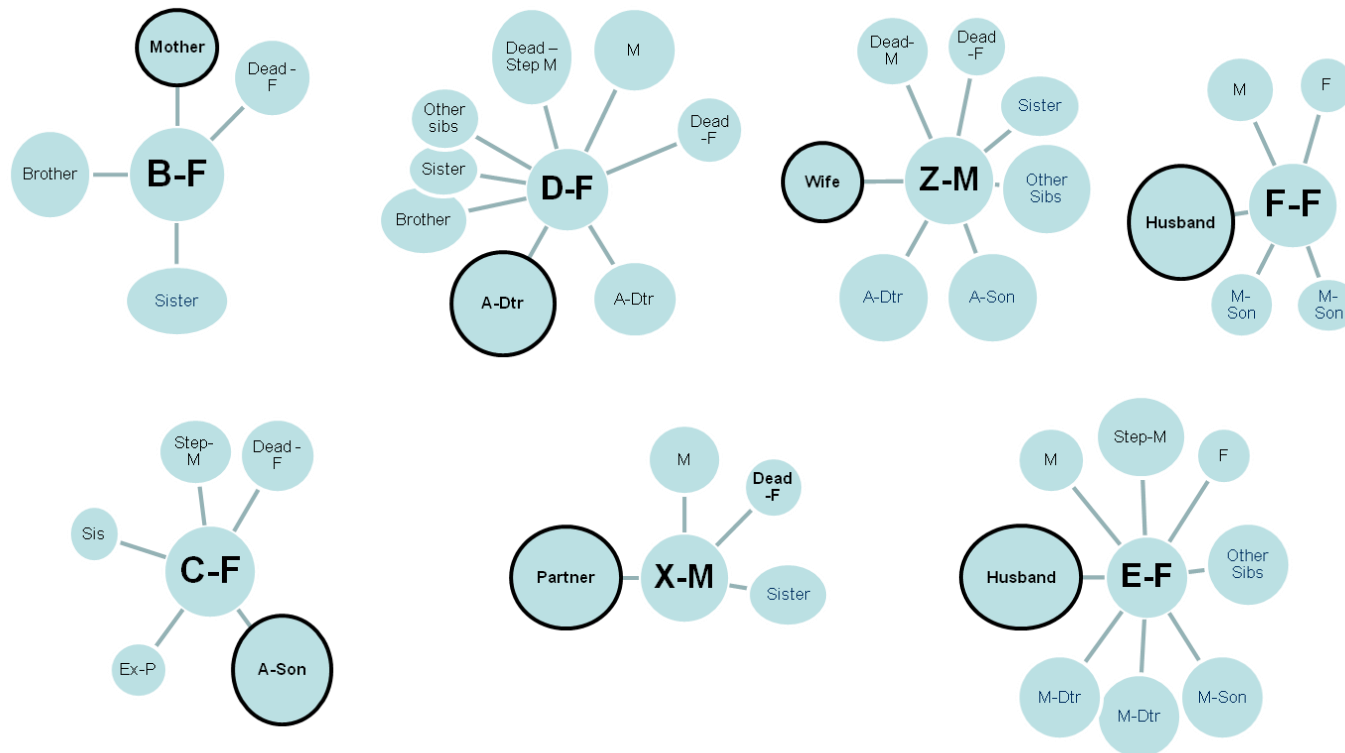 Mother
Dead -
F
Brother
B-F
Sister
Dead –
Step M
M
Other
sibs
Dead
-F
Sister
D-F
Brother
A-Dtr
A-Dtr
Dead-
M
Dead
-F
Sister
Wife
Z-M
Other
Sibs
A-Dtr
A-Son
M
F
Husband
F-F
M-
Son
M-
Son
Step-
M
Dead -
F
Sis
C-F
Ex-P
A-Son
M
Dead
-F
Partner
X-M
Sister
M
Step-M
F
Husband
E-F
Other
Sibs
M-Dtr
M-Dtr
M-Son